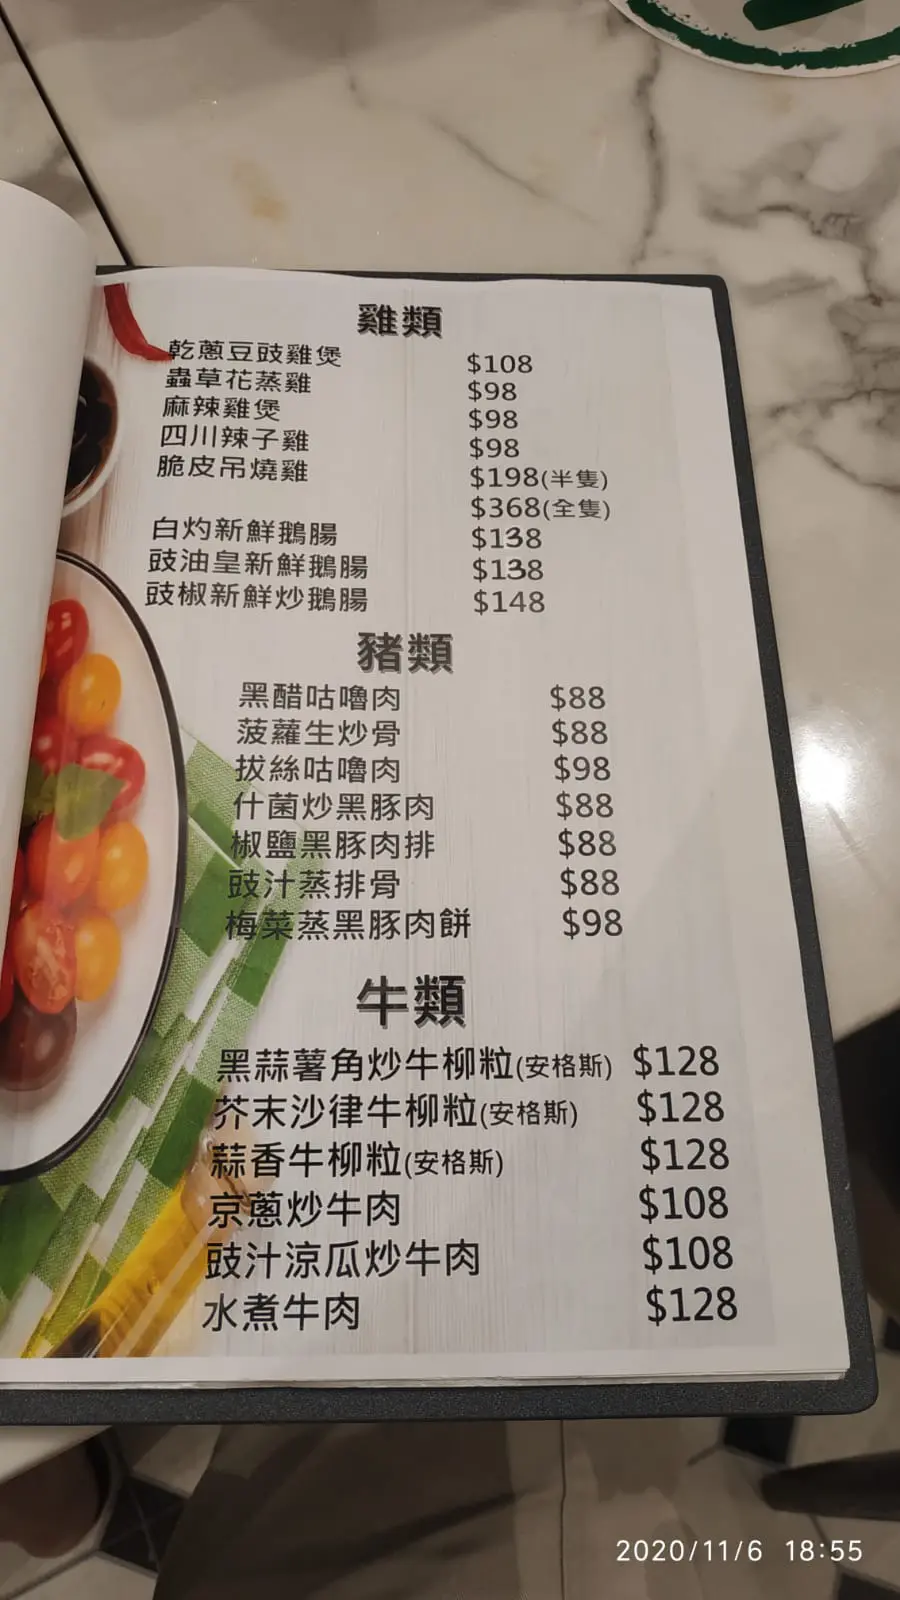 雞類
乾蔥豆豉雞煲 $108
蟲草花蒸雞 $98
麻辣雞煲 $98
四川辣子雞 $98
脆皮吊燒雞 $198(半隻)
$368(全隻)
白灼新鮮鵝腸 $138
豉油皇新鮮鵝腸 $138
豉椒新鮮炒鵝腸 $148
豬類
黑醋咕嚕肉 $88
菠蘿生炒骨 $88
拔絲咕嚕肉 $98
什菌炒黑豚肉 $88
椒鹽黑豚肉排 $88
豉汁蒸排骨 $88
梅菜蒸黑豚肉餅 $98
牛類
黑蒜薯角炒牛柳粒(安格斯) $128
芥末沙律牛柳粒(安格斯) $128
蒜香牛柳粒(安格斯) $128
京蔥炒牛肉 $108
豉汁涼瓜炒牛肉 $108
水煮牛肉 $128
2020/11/6 18:55